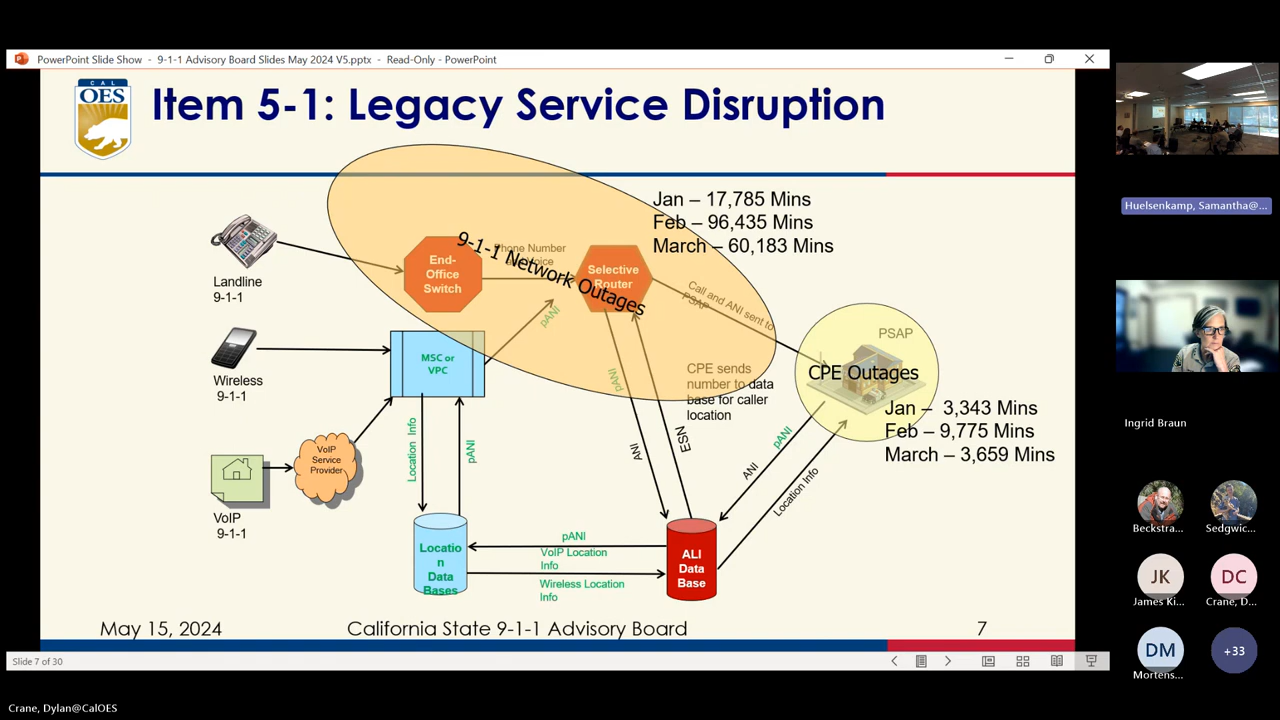 PowerPoint Slide Show - 9-1-1 Advisory Board Slides May 2024 V5.pptx - Read-Only - PowerPoint
CAL
OES
Item 5-1: Legacy Service Disruption
Jan – 17,785 Mins
Feb – 96,435 Mins
March – 60,183 Mins
Landline
9-1-1
End-
Office
Switch
Phone Number
Voice
9-1-1 Network Outages
Selective
Router
Call and ANI sent to
PSAP
pANI
PSAP
CPE Outages
Jan – 3,343 Mins
Feb – 9,775 Mins
March – 3,659 Mins
Wireless
9-1-1
MSC or
VPC
CPE sends
number to data
base for caller
location
pANI
ANI
ESN
pANI
ANI
Location Info
VoIP
Service
Provider
Location Info
pANI
VoIP
9-1-1
Locatio
n
Data
Bases
pANI
VoIP Location
Info
Wireless Location
Info
ALI
Data
Base
May 15, 2024
California State 9-1-1 Advisory Board
7
Slide 7 of 30
Huelsenkamp, Samantha@...
Ingrid Braun
Beckstra...
Sedgwic...
JK
James Ki...
DC
Crane, D...
DM
Mortens...
+33
Crane, Dylan@CalOES